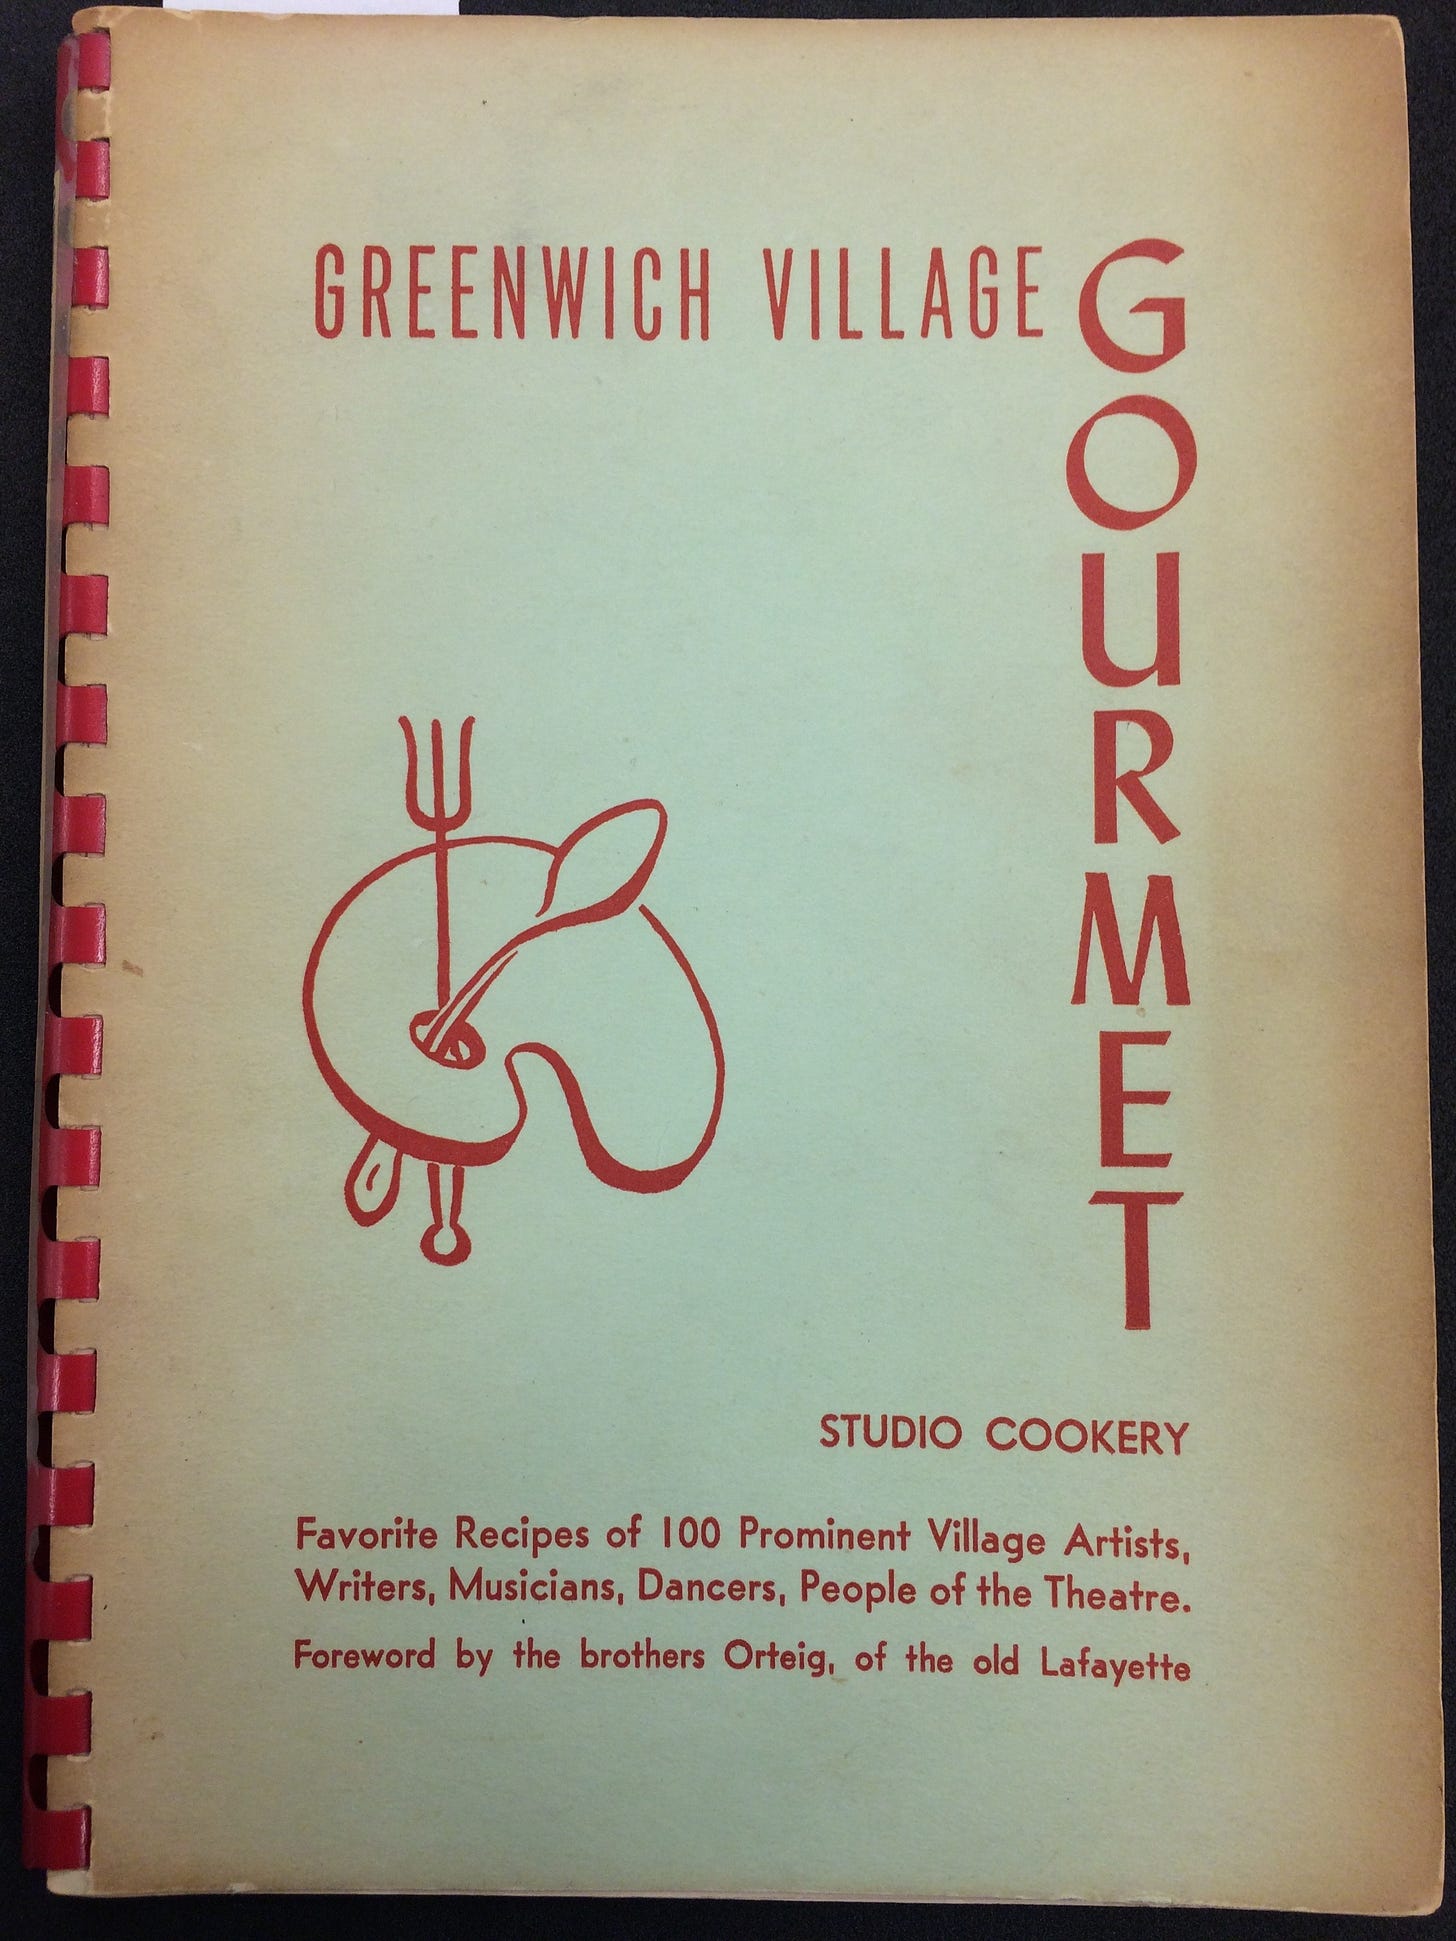 GREENWICH VILLAGE GOURMET
STUDIO COOKERY
Favorite Recipes of 100 Prominent Village Artists,
Writers, Musicians, Dancers, People of the Theatre.
Foreword by the brothers Orteig, of the old Lafayette